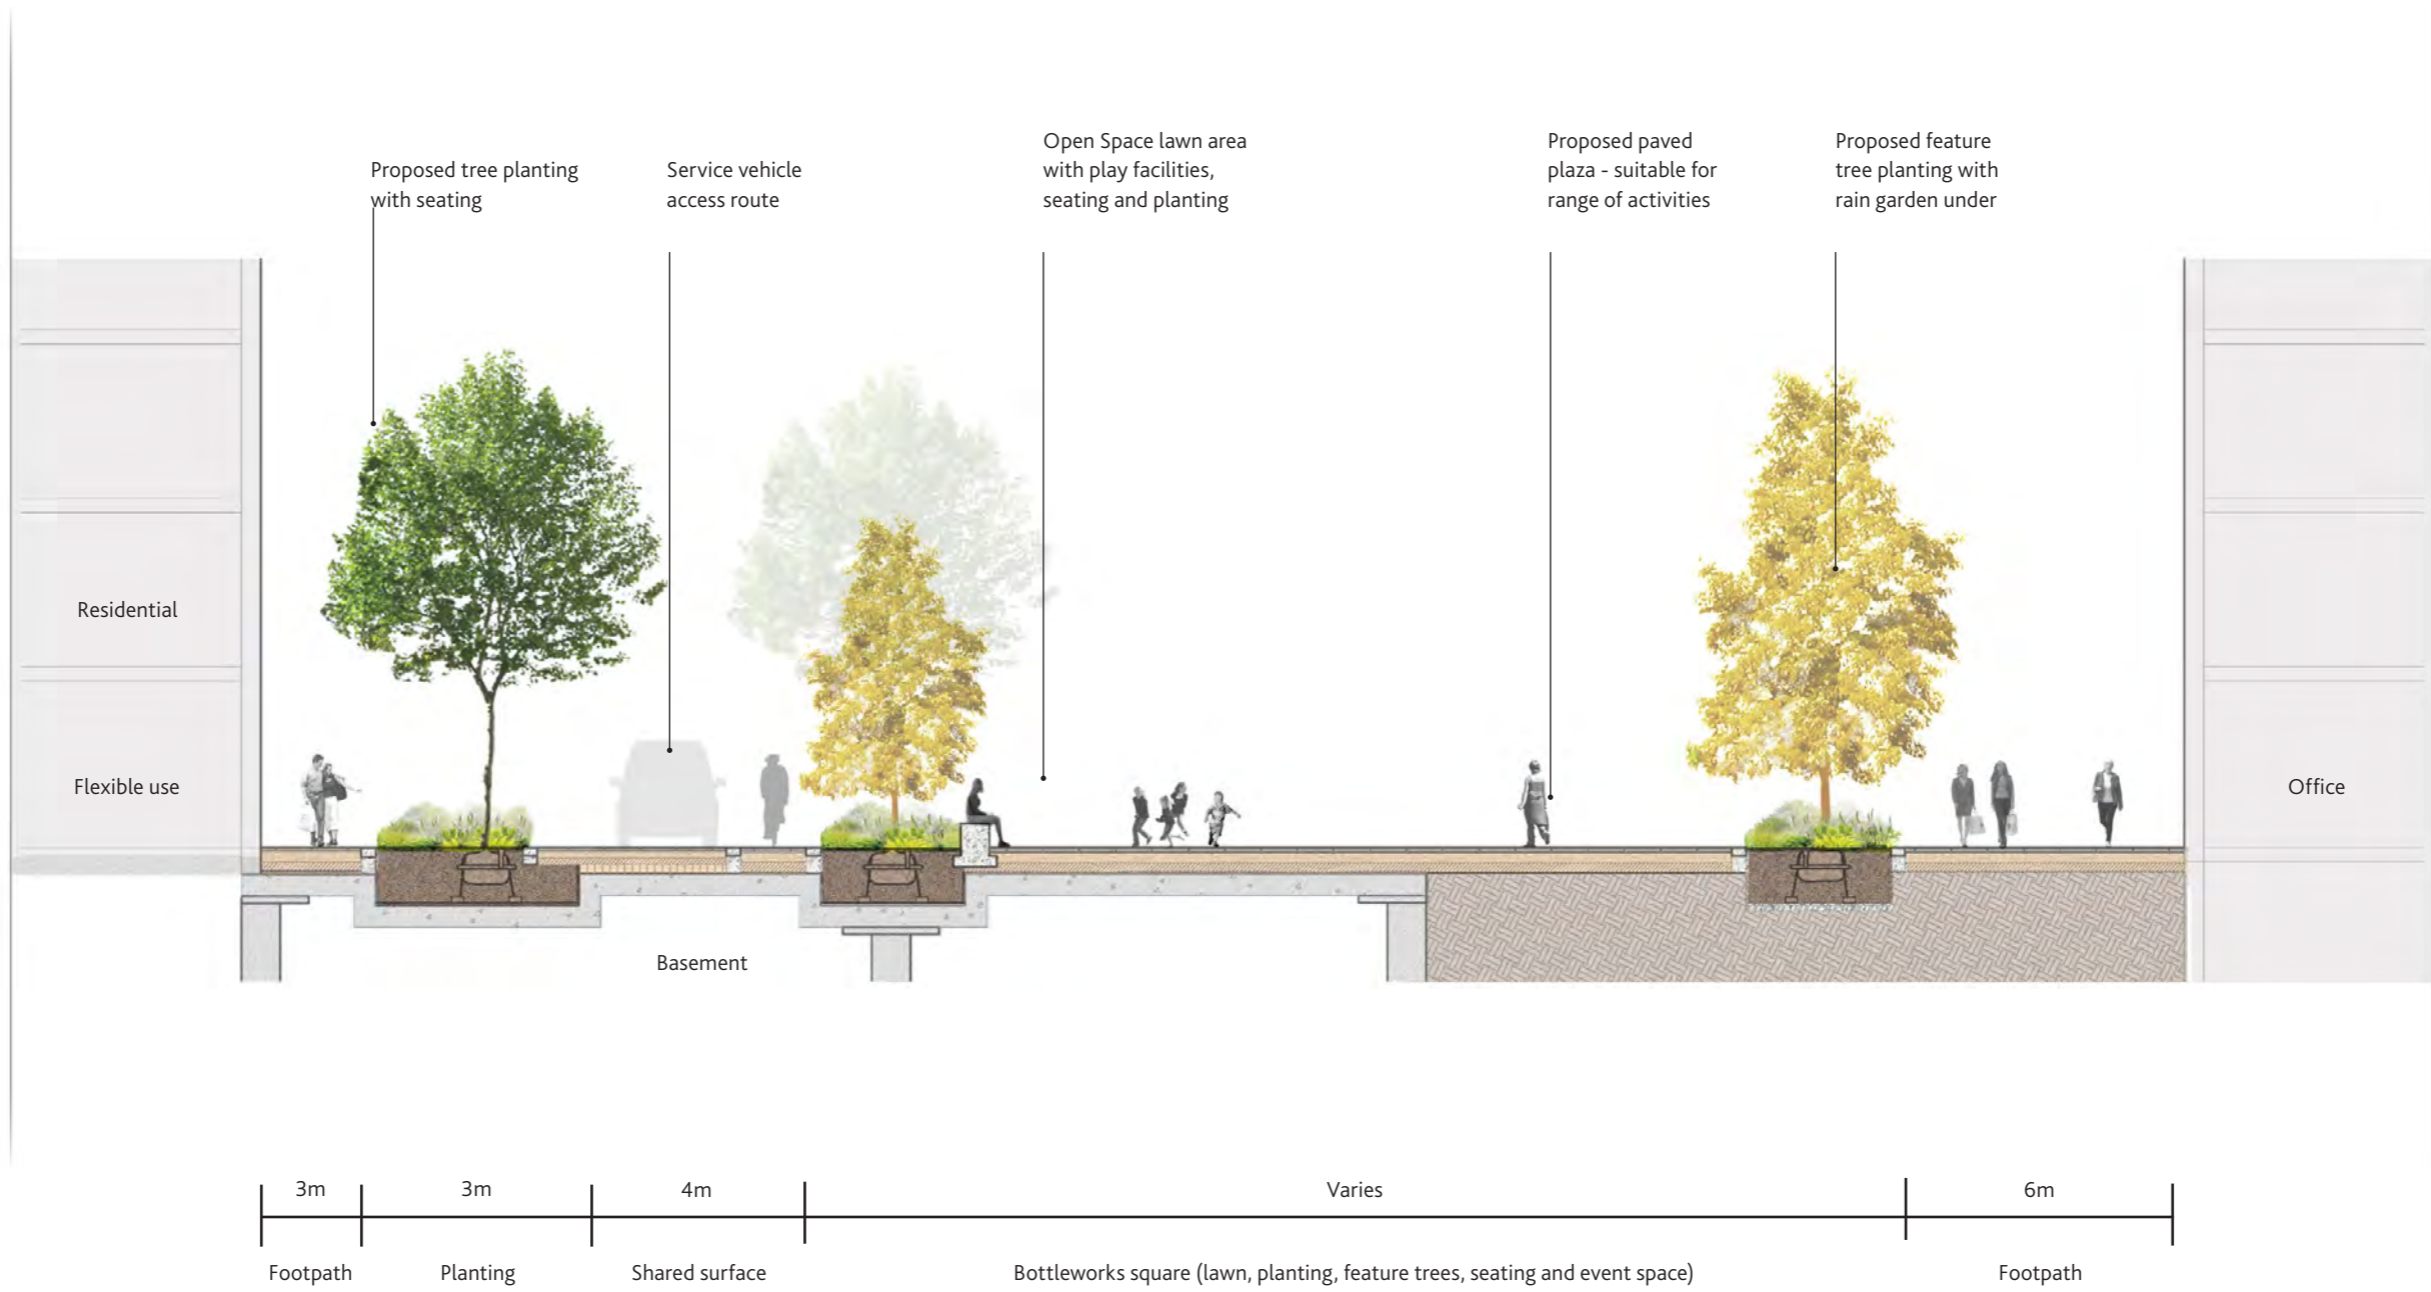 Proposed tree planting
with seating
Service vehicle
access route
Open Space lawn area
with play facilities,
seating and planting
Proposed paved
plaza - suitable for
range of activities
Proposed feature
tree planting with
rain garden under
Residential
Flexible use
Office
Basement
3m
3m
4m
Varies
6m
Footpath
Planting
Shared surface
Bottleworks square (lawn, planting, feature trees, seating and event space)
Footpath